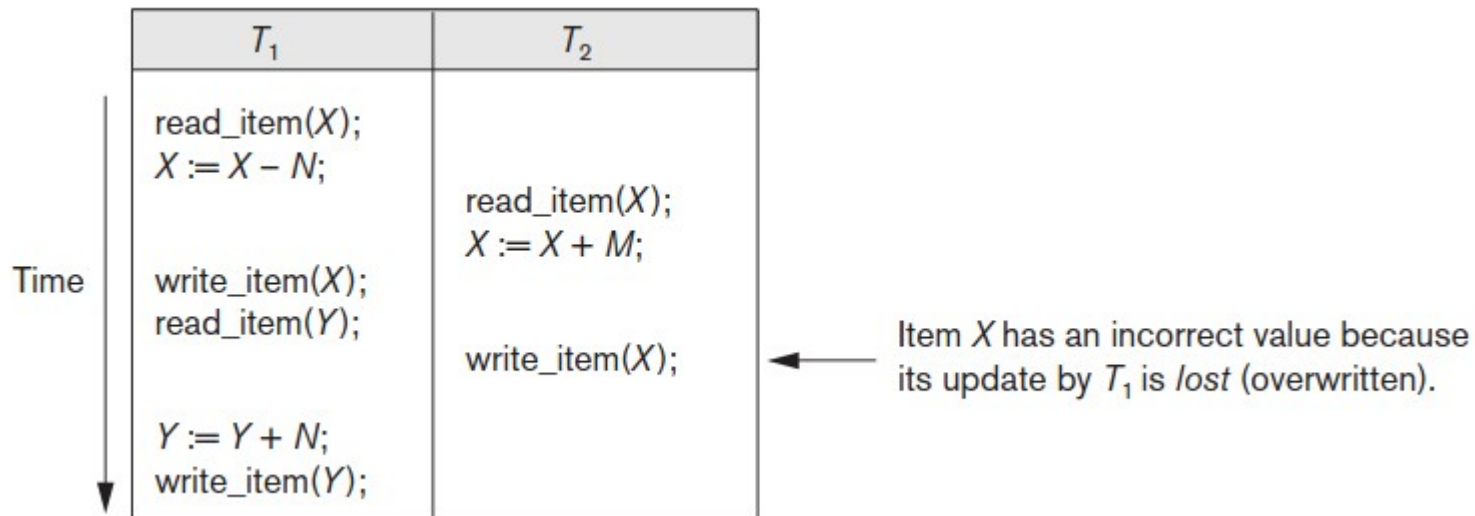 T₁ T₂
read_item(X);
X := X – N;
read_item(X);
X := X + M;
Time
write_item(X);
read_item(Y);
write_item(X);
Item X has an incorrect value because
its update by T₁ is lost (overwritten).
Y := Y + N;
write_item(Y);